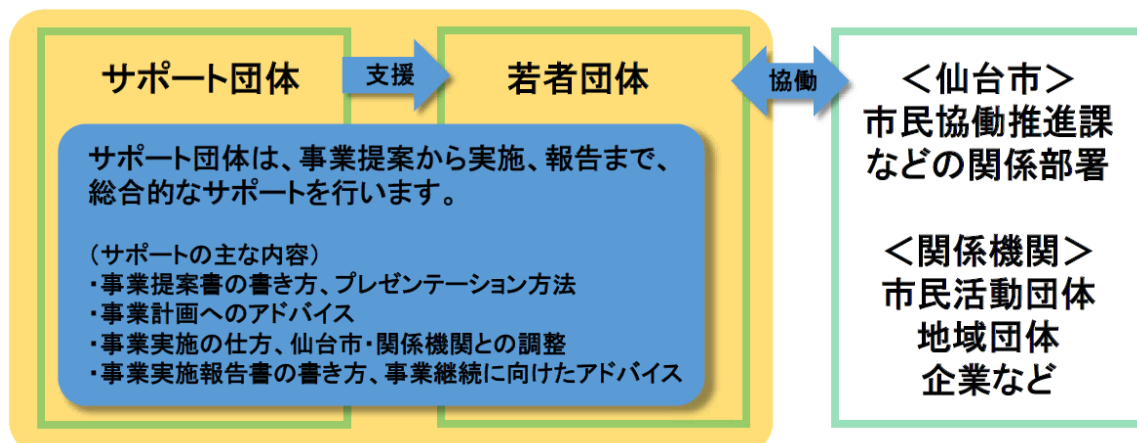 サポート団体
支援
若者団体
協働
＜仙台市＞
市民協働推進課
などの関係部署
＜関係機関＞
市民活動団体
地域団体
企業など
サポート団体は、事業提案から実施、報告まで、
総合的なサポートを行います。
（サポートの主な内容）
・事業提案書の書き方、プレゼンテーション方法
・事業計画へのアドバイス
・事業実施の仕方、仙台市・関係機関との調整
・事業実施報告書の書き方、事業継続に向けたアドバイス